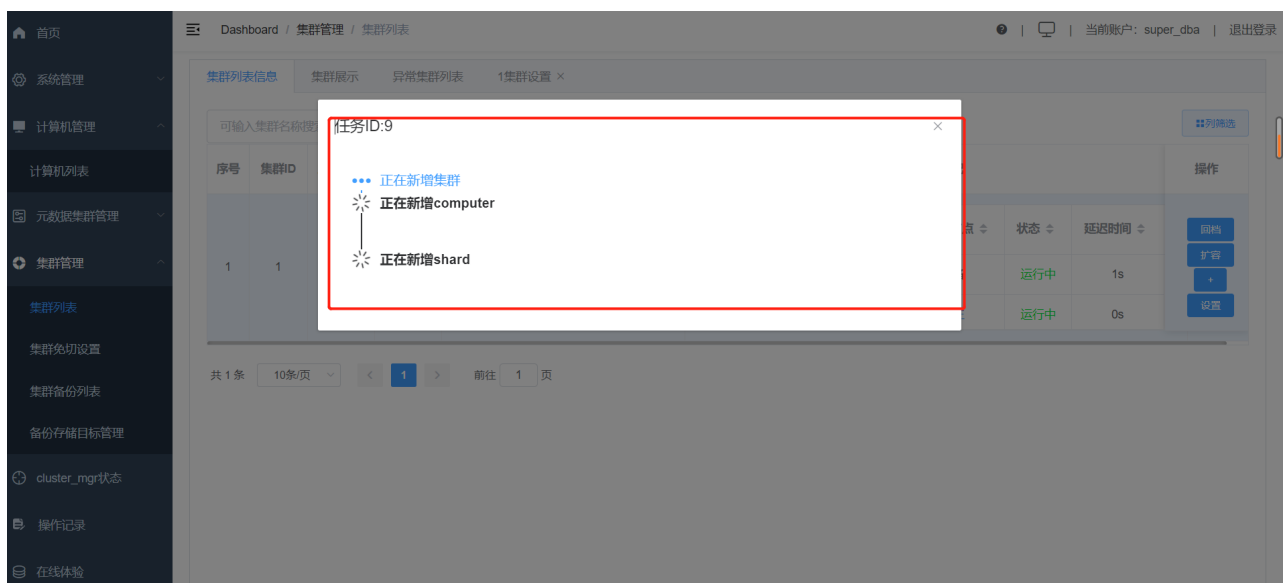 首页
Dashboard / 集群管理 / 集群列表
| | 当前账户：super_dba | 退出登录
系统管理
集群列表信息 集群展示 异常集群列表 1集群设置 ×
计算机管理
可输入集群名称搜
任务ID:9 ×
列筛选
计算机列表
序号 集群ID 操作
正在新增集群
正在新增computer
元数据集群管理
点 状态 延迟时间 回档
集群管理
正在新增shard
扩容
1 1 运行中 1s +
集群列表
运行中 0s 设置
集群免切设置
共 1 条 10条/页 < 1 > 前往 1 页
集群备份列表
备份存储目标管理
cluster_mgr状态
操作记录
在线体验